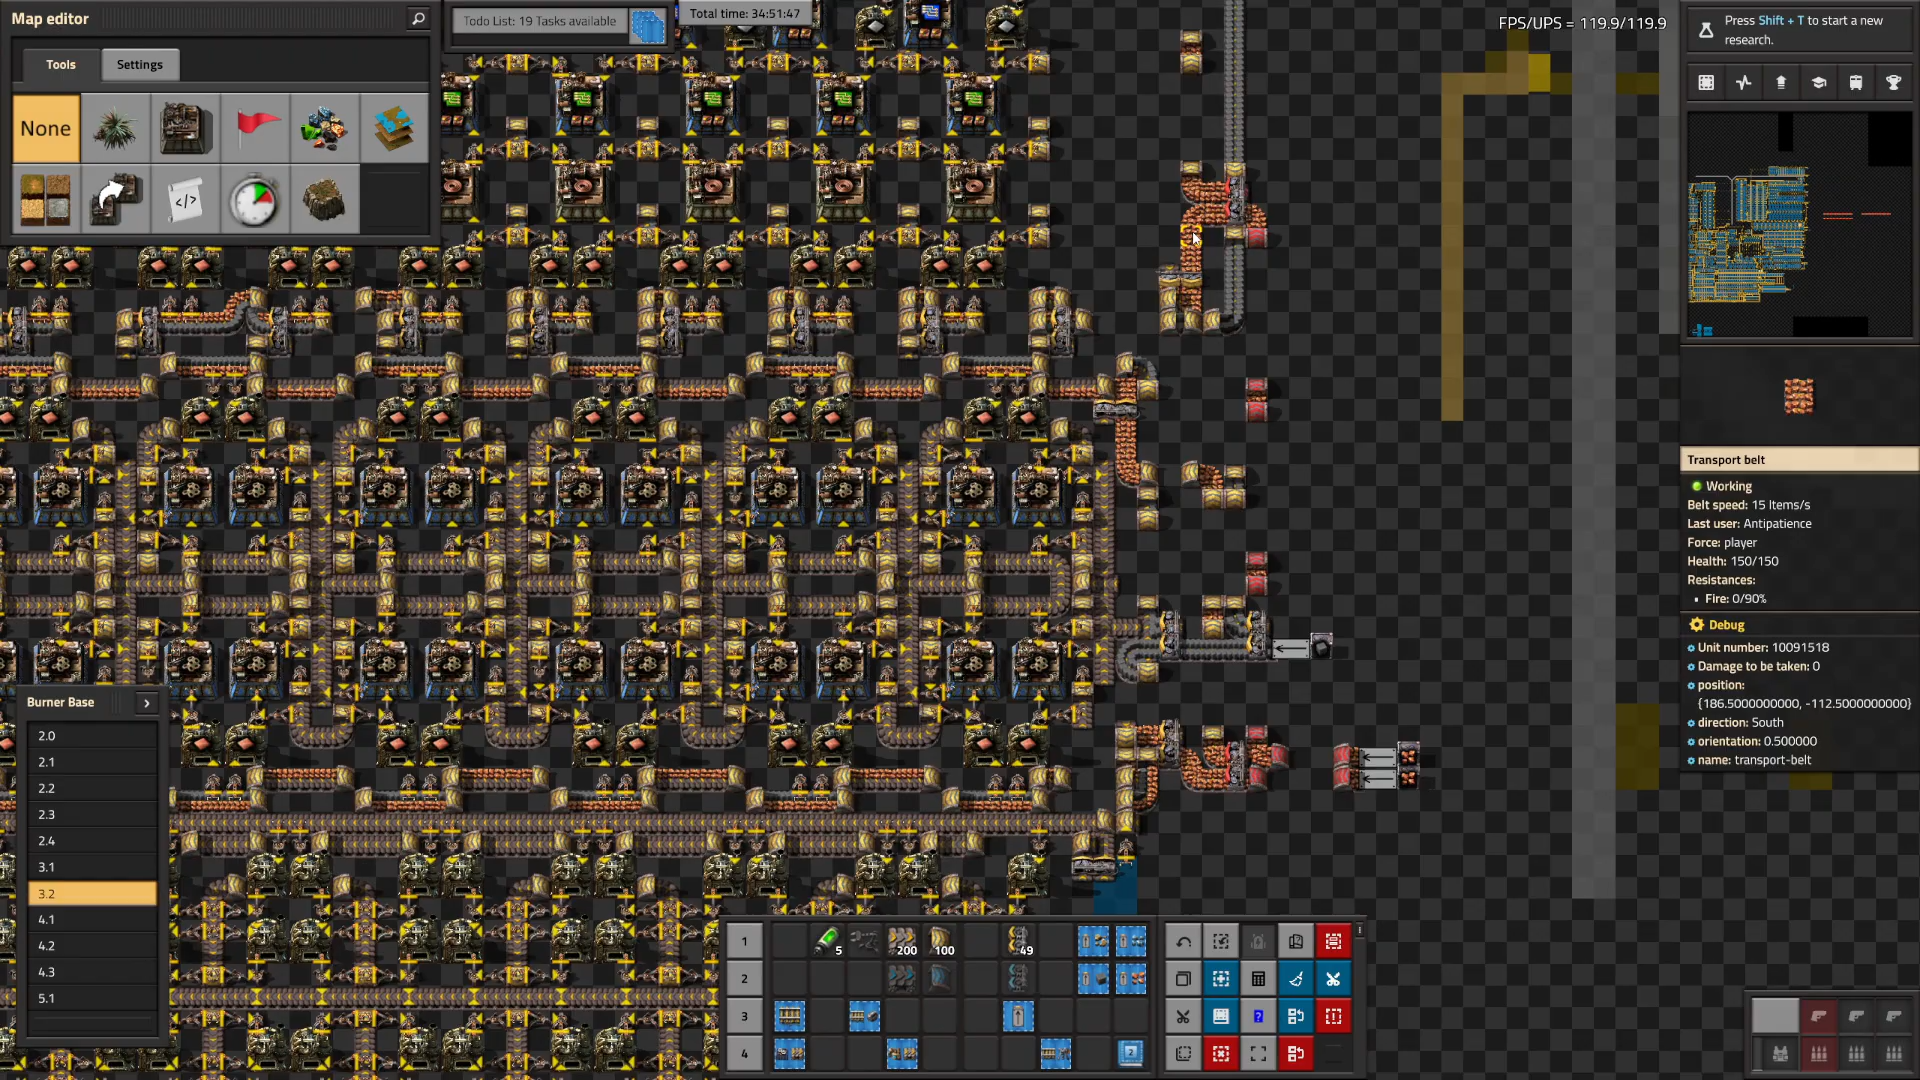 Map editor
Todo List: 19 Tasks available
Total time: 34:51:47
FPS/UPS = 119.9/119.9
Press Shift + T to start a new
research.
Tools
Settings
None
</>
Transport belt
Working
Belt speed: 15 Items/s
Last user: Antipatience
Force: player
Health: 150/150
Resistances:
• Fire: 0/90%
Debug
Unit number: 10091518
Damage to be taken: 0
position:
{186.5000000000, -112.5000000000}
direction: South
orientation: 0.500000
name: transport-belt
Burner Base
>
2.0
2.1
2.2
2.3
2.4
3.1
3.2
4.1
4.2
4.3
5.1
1
5
200
100
49
2
3
?
4
2